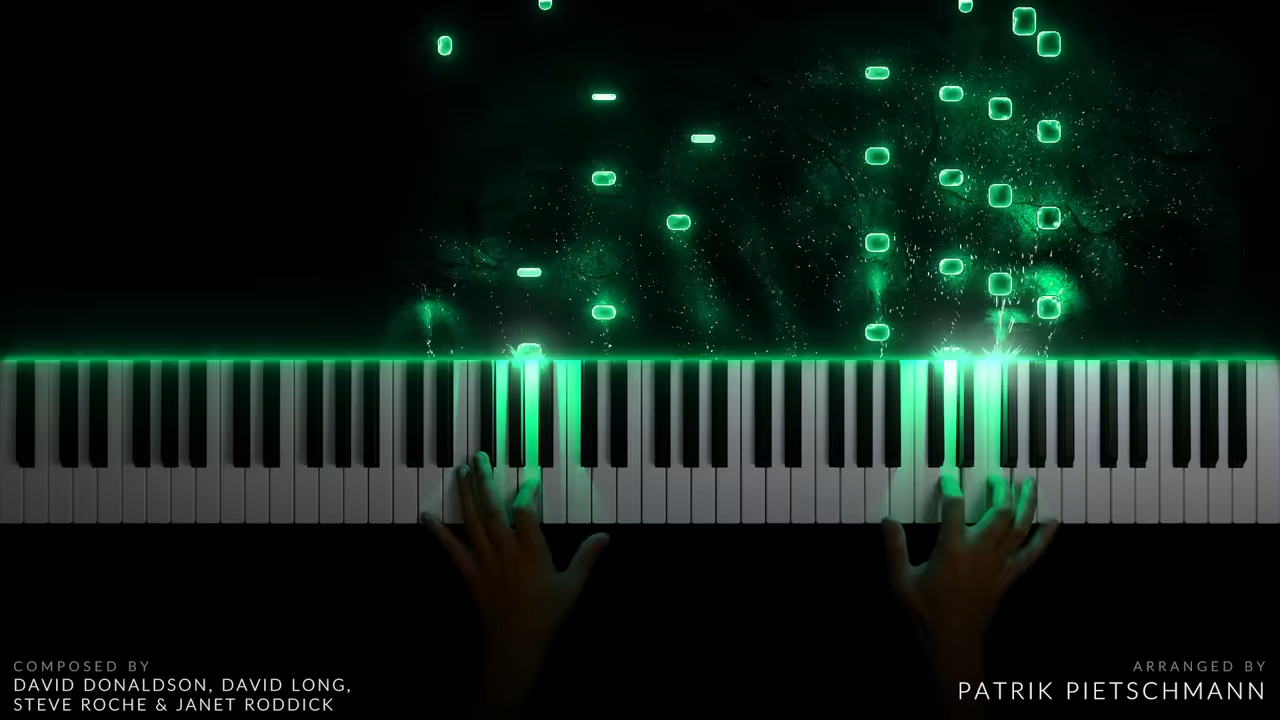 COMPOSED BY
DAVID DONALDSON, DAVID LONG,
STEVE ROCHE & JANET RODDICK
ARRANGED BY
PATRIK PIETSCHMANN